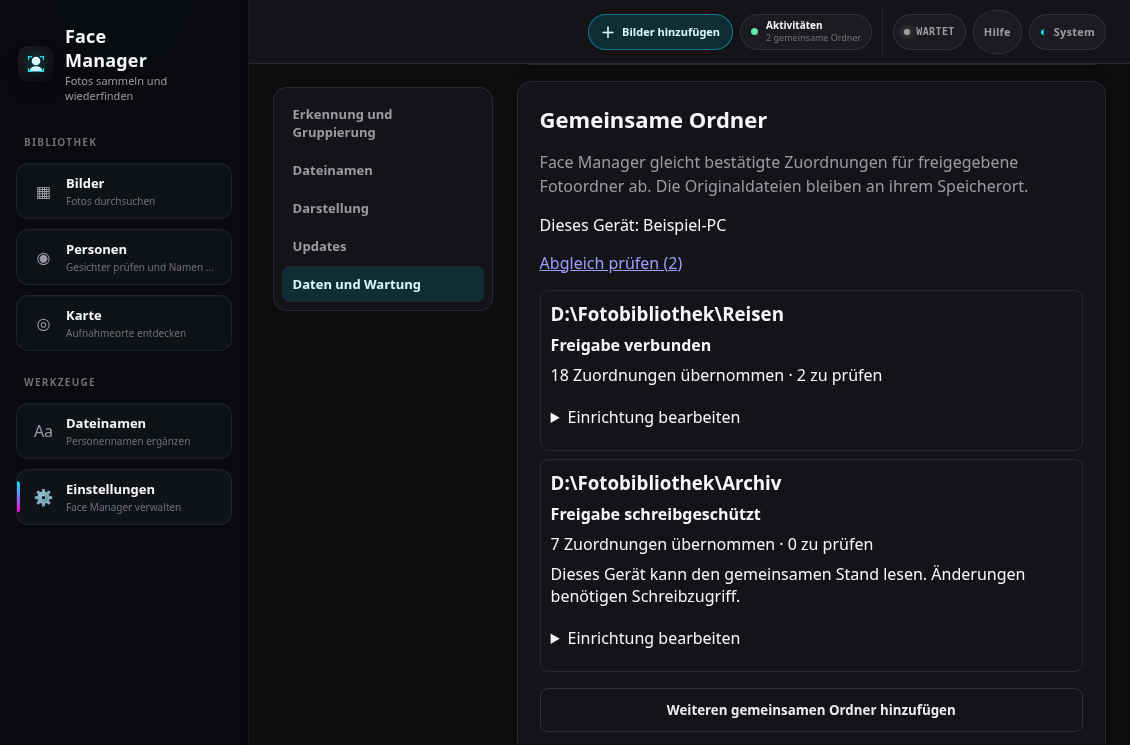 Face
Manager
Fotos sammeln und
wiederfinden
BIBLIOTHEK
Bilder
Fotos durchsuchen
Personen
Gesichter prüfen und Namen ...
Karte
Aufnahmeorte entdecken
WERKZEUGE
Aa
Dateinamen
Personennamen ergänzen
Einstellungen
Face Manager verwalten
+ Bilder hinzufügen
Aktivitäten
2 gemeinsame Ordner
WARTET
Hilfe
System
Erkennung und
Gruppierung
Dateinamen
Darstellung
Updates
Daten und Wartung
Gemeinsame Ordner
Face Manager gleicht bestätigte Zuordnungen für freigegebene
Fotoordner ab. Die Originaldateien bleiben an ihrem Speicherort.
Dieses Gerät: Beispiel-PC
Abgleich prüfen (2)
D:\Fotobibliothek\Reisen
Freigabe verbunden
18 Zuordnungen übernommen · 2 zu prüfen
Einrichtung bearbeiten
D:\Fotobibliothek\Archiv
Freigabe schreibgeschützt
7 Zuordnungen übernommen · 0 zu prüfen
Dieses Gerät kann den gemeinsamen Stand lesen. Änderungen
benötigen Schreibzugriff.
Einrichtung bearbeiten
Weiteren gemeinsamen Ordner hinzufügen